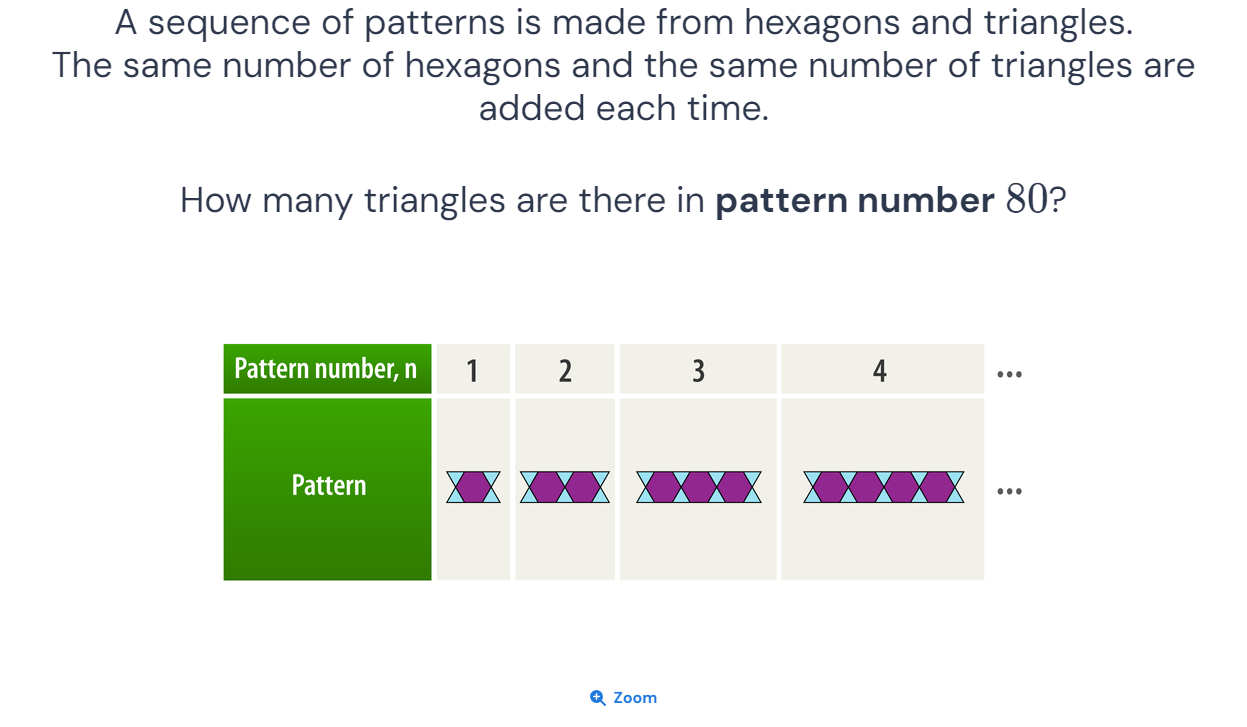 A sequence of patterns is made from hexagons and triangles.
The same number of hexagons and the same number of triangles are
added each time.
How many triangles are there in pattern number 80?
Pattern number, n 1 2 3 4 ...
Pattern ...
Zoom